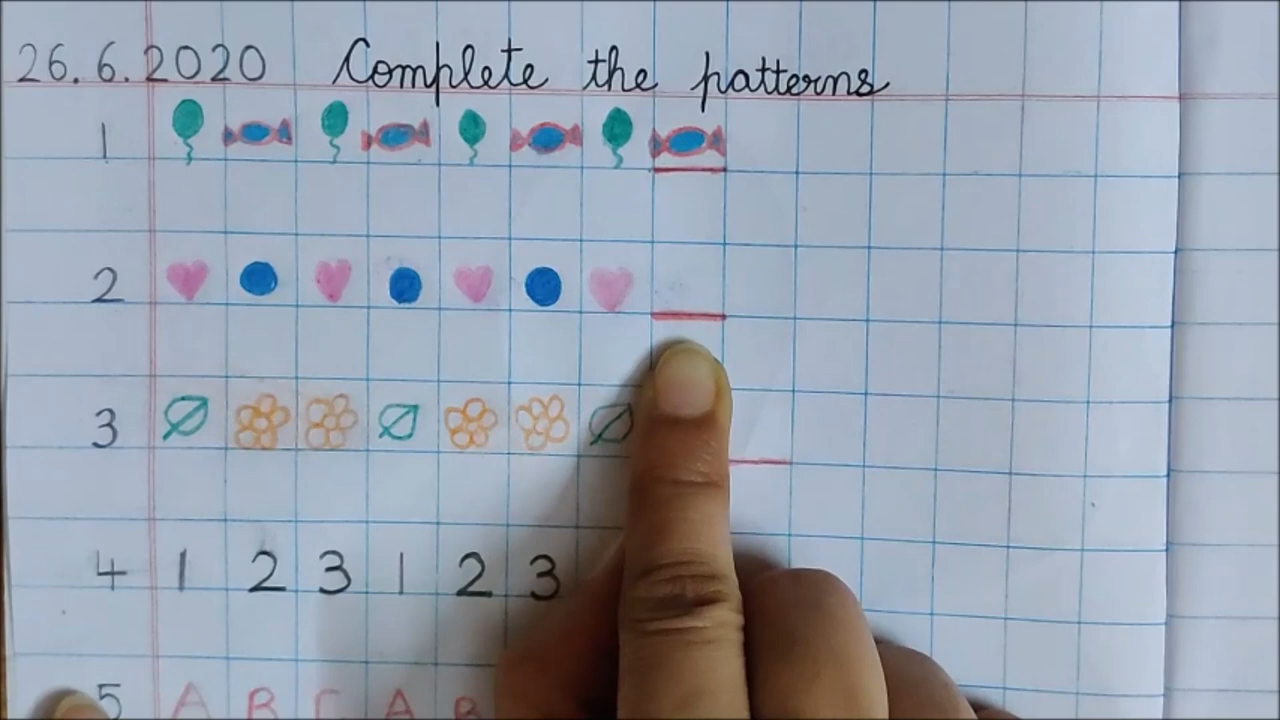 26.6.2020 Complete the patterns
1
2
3
4 1 2 3 1 2 3
5 A B C A B